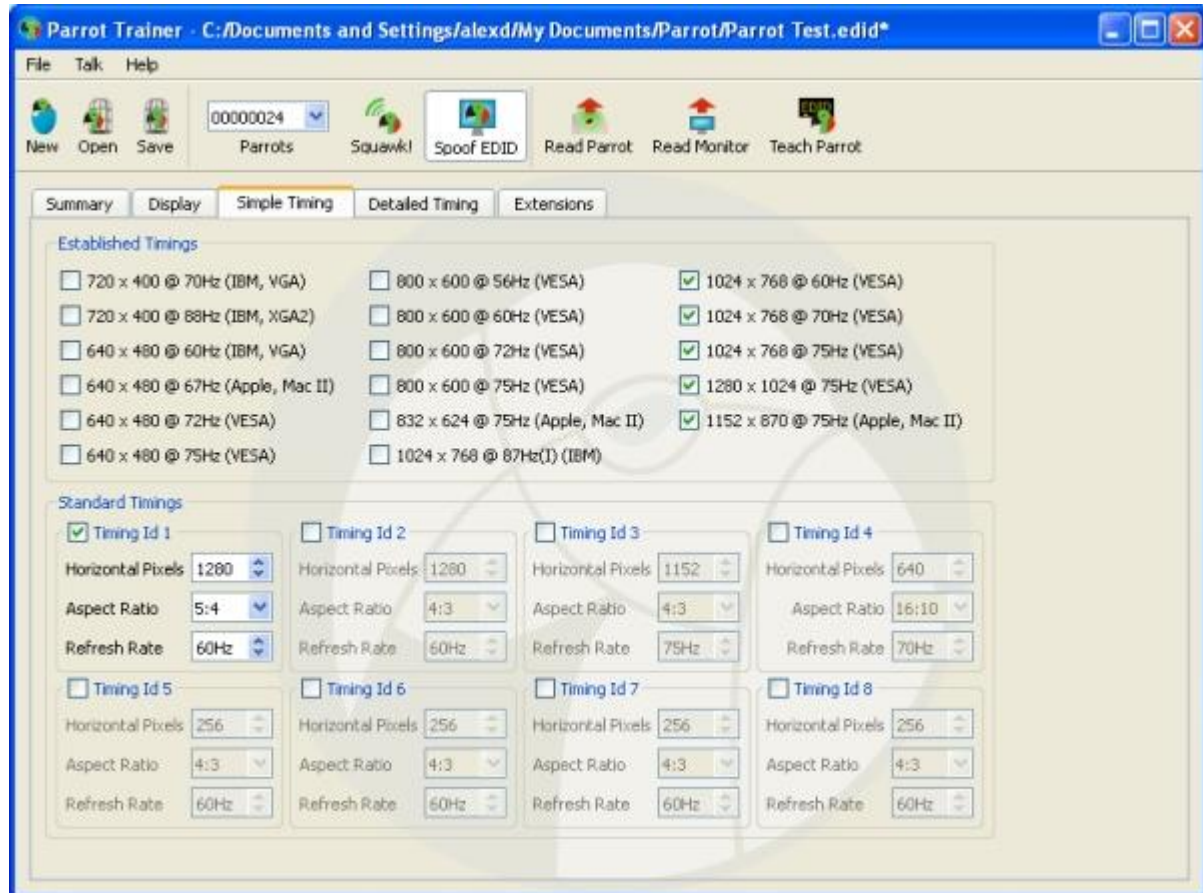 Parrot Trainer - C:/Documents and Settings/alexd/My Documents/Parrot/Parrot Test.edid*
File Talk Help
00000024
EDID
New Open Save Parrots Squawk! Spoof EDID Read Parrot Read Monitor Teach Parrot
Summary Display Simple Timing Detailed Timing Extensions
Established Timings
720 x 400 @ 70Hz (IBM, VGA) 800 x 600 @ 56Hz (VESA) 1024 x 768 @ 60Hz (VESA)
720 x 400 @ 88Hz (IBM, XGA2) 800 x 600 @ 60Hz (VESA) 1024 x 768 @ 70Hz (VESA)
640 x 480 @ 60Hz (IBM, VGA) 800 x 600 @ 72Hz (VESA) 1024 x 768 @ 75Hz (VESA)
640 x 480 @ 67Hz (Apple, Mac II) 800 x 600 @ 75Hz (VESA) 1280 x 1024 @ 75Hz (VESA)
640 x 480 @ 72Hz (VESA) 832 x 624 @ 75Hz (Apple, Mac II) 1152 x 870 @ 75Hz (Apple, Mac II)
640 x 480 @ 75Hz (VESA) 1024 x 768 @ 87Hz(I) (IBM)
Standard Timings
Timing Id 1 Timing Id 2 Timing Id 3 Timing Id 4
Horizontal Pixels 1280 Horizontal Pixels 1280 Horizontal Pixels 1152 Horizontal Pixels 640
Aspect Ratio 5:4 Aspect Ratio 4:3 Aspect Ratio 4:3 Aspect Ratio 16:10
Refresh Rate 60Hz Refresh Rate 60Hz Refresh Rate 75Hz Refresh Rate 70Hz
Timing Id 5 Timing Id 6 Timing Id 7 Timing Id 8
Horizontal Pixels 256 Horizontal Pixels 256 Horizontal Pixels 256 Horizontal Pixels 256
Aspect Ratio 4:3 Aspect Ratio 4:3 Aspect Ratio 4:3 Aspect Ratio 4:3
Refresh Rate 60Hz Refresh Rate 60Hz Refresh Rate 60Hz Refresh Rate 60Hz